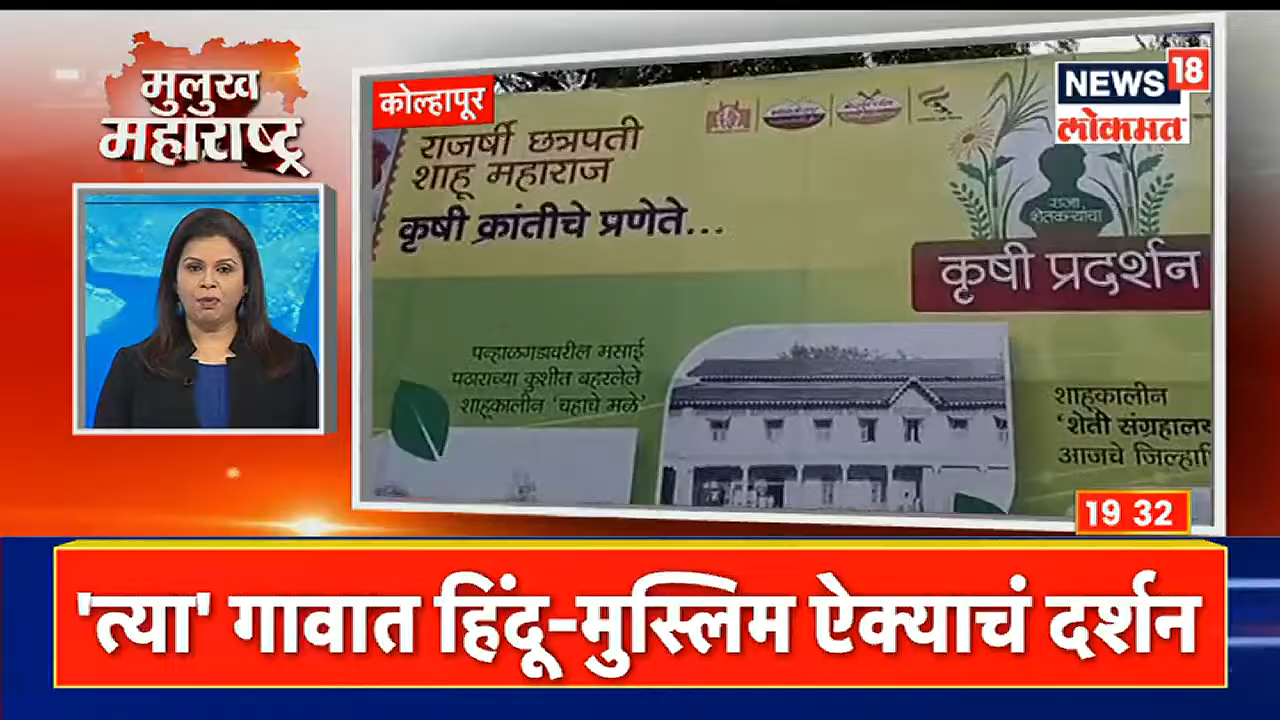 मुलुख
महाराष्ट्र
कोल्हापूर
NEWS 18
लोकमत
राजर्षी छत्रपती
शाहू महाराज
कृषी क्रांतीचे प्रणेते...
राजा
शेतकऱ्यांचा
कृषी प्रदर्शन
पन्हाळगडावरील मसाई
पठाराच्या कुशीत बहरलेले
शाहूकालीन 'चहाचे मळे'
शाहूकालीन
'शेती संग्रहालय
आजचे जिल्हाधि
19 32
'त्या' गावात हिंदू-मुस्लिम ऐक्याचं दर्शन